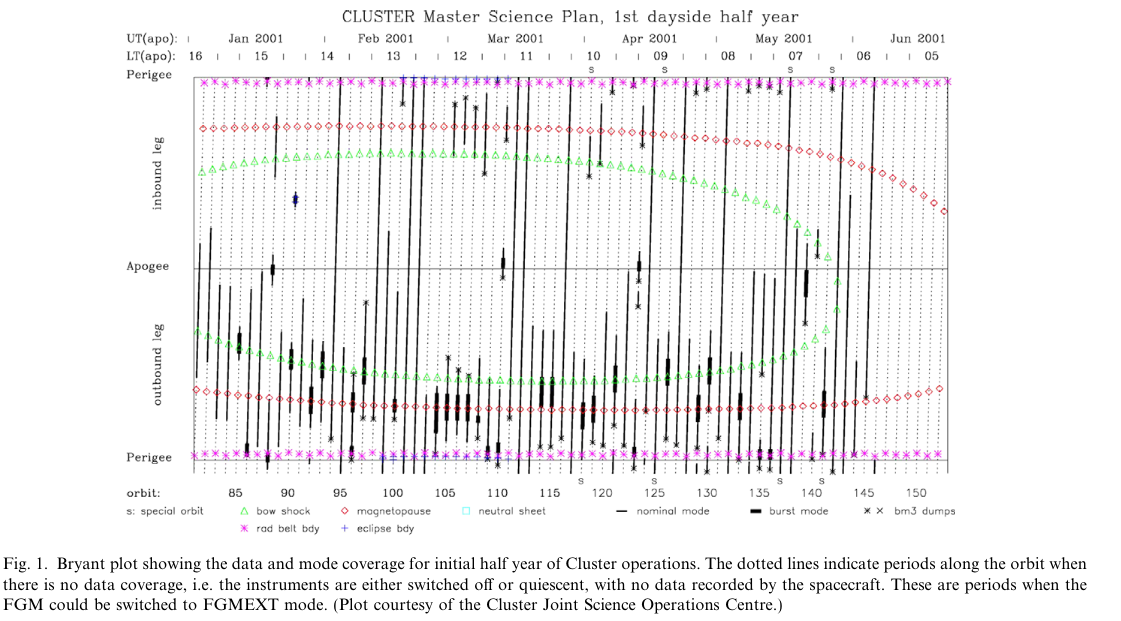 CLUSTER Master Science Plan, 1st dayside half year
UT(apo): Jan 2001 Feb 2001 Mar 2001 Apr 2001 May 2001 Jun 2001
LT(apo): 16 15 14 13 12 11 10 09 08 07 06 05
s s s s
Perigee
inbound leg
Apogee
outbound leg
Perigee
s s s s
orbit: 85 90 95 100 105 110 115 120 125 130 135 140 145 150
s: special orbit bow shock magnetopause neutral sheet nominal mode burst mode bm3 dumps
rad belt bdy eclipse bdy
Fig. 1. Bryant plot showing the data and mode coverage for initial half year of Cluster operations. The dotted lines indicate periods along the orbit when
there is no data coverage, i.e. the instruments are either switched off or quiescent, with no data recorded by the spacecraft. These are periods when the
FGM could be switched to FGMEXT mode. (Plot courtesy of the Cluster Joint Science Operations Centre.)